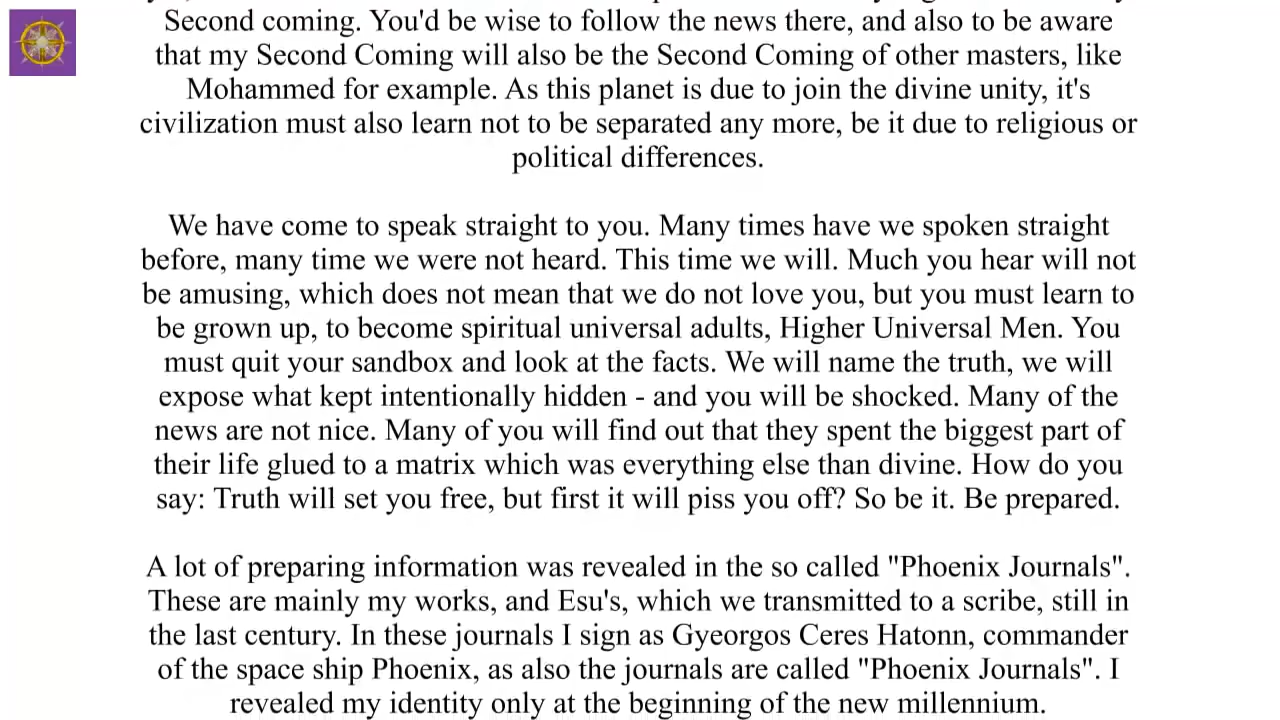 Second coming. You'd be wise to follow the news there, and also to be aware
that my Second Coming will also be the Second Coming of other masters, like
Mohammed for example. As this planet is due to join the divine unity, it's
civilization must also learn not to be separated any more, be it due to religious or
political differences.
We have come to speak straight to you. Many times have we spoken straight
before, many time we were not heard. This time we will. Much you hear will not
be amusing, which does not mean that we do not love you, but you must learn to
be grown up, to become spiritual universal adults, Higher Universal Men. You
must quit your sandbox and look at the facts. We will name the truth, we will
expose what kept intentionally hidden - and you will be shocked. Many of the
news are not nice. Many of you will find out that they spent the biggest part of
their life glued to a matrix which was everything else than divine. How do you
say: Truth will set you free, but first it will piss you off? So be it. Be prepared.
A lot of preparing information was revealed in the so called "Phoenix Journals".
These are mainly my works, and Esu's, which we transmitted to a scribe, still in
the last century. In these journals I sign as Gyeorgos Ceres Hatonn, commander
of the space ship Phoenix, as also the journals are called "Phoenix Journals". I
revealed my identity only at the beginning of the new millennium.